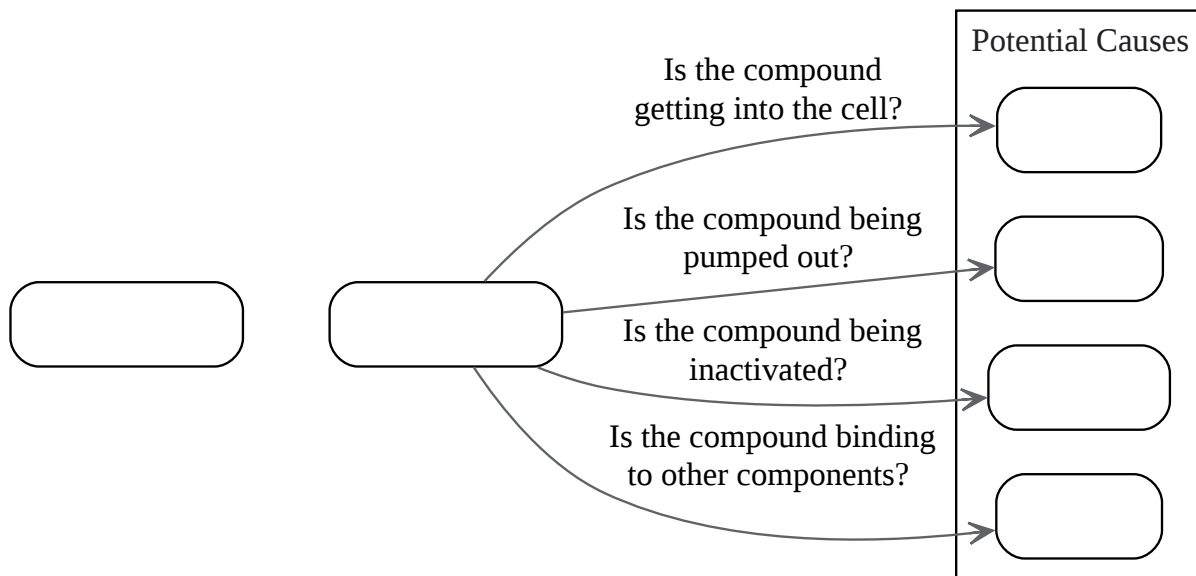 Potential Causes
Is the compound
getting into the cell?
Is the compound being
pumped out?
Is the compound being
inactivated?
Is the compound binding
to other components?